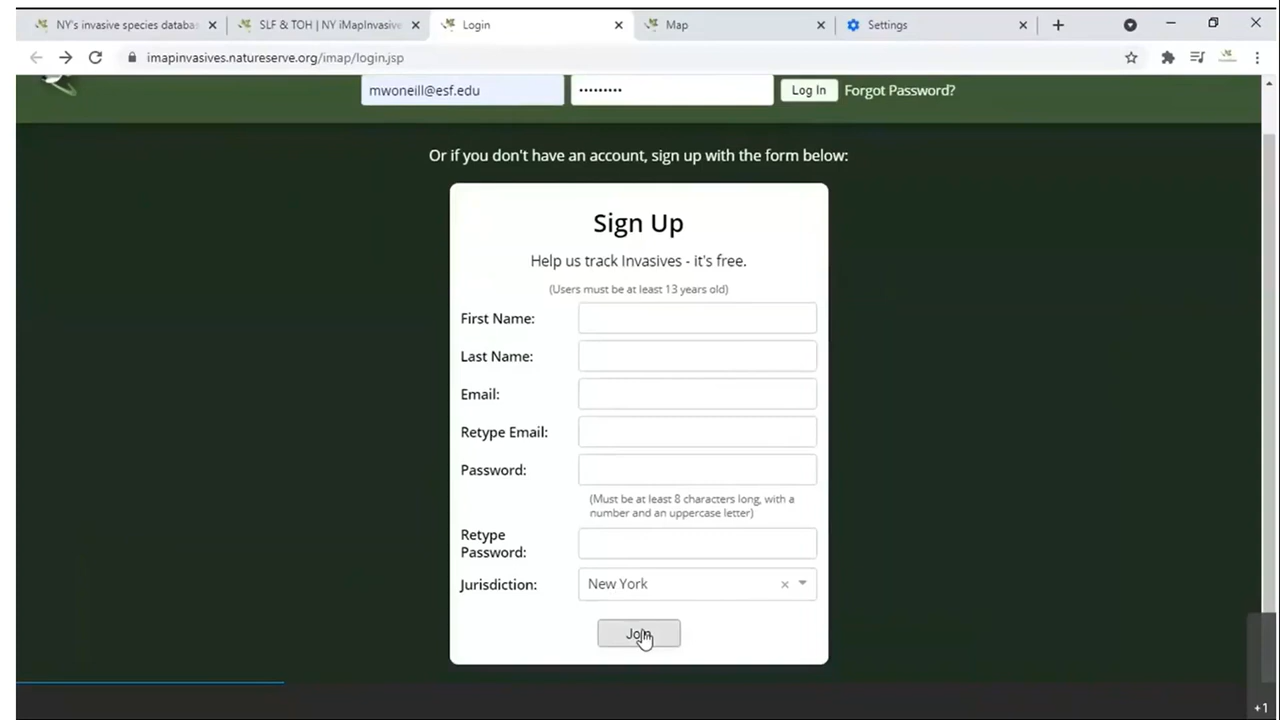 NY's invasive species databas
SLF & TOH | NY iMapInvasive
Login
Map
Settings
imapinvasives.natureserve.org/imap/login.jsp
mwoneill@esf.edu ••••••••• Log In Forgot Password?
Or if you don't have an account, sign up with the form below:
Sign Up
Help us track Invasives - it's free.
(Users must be at least 13 years old)
First Name:
Last Name:
Email:
Retype Email:
Password:
(Must be at least 8 characters long, with a
number and an uppercase letter)
Retype
Password:
Jurisdiction: New York
Join
+1